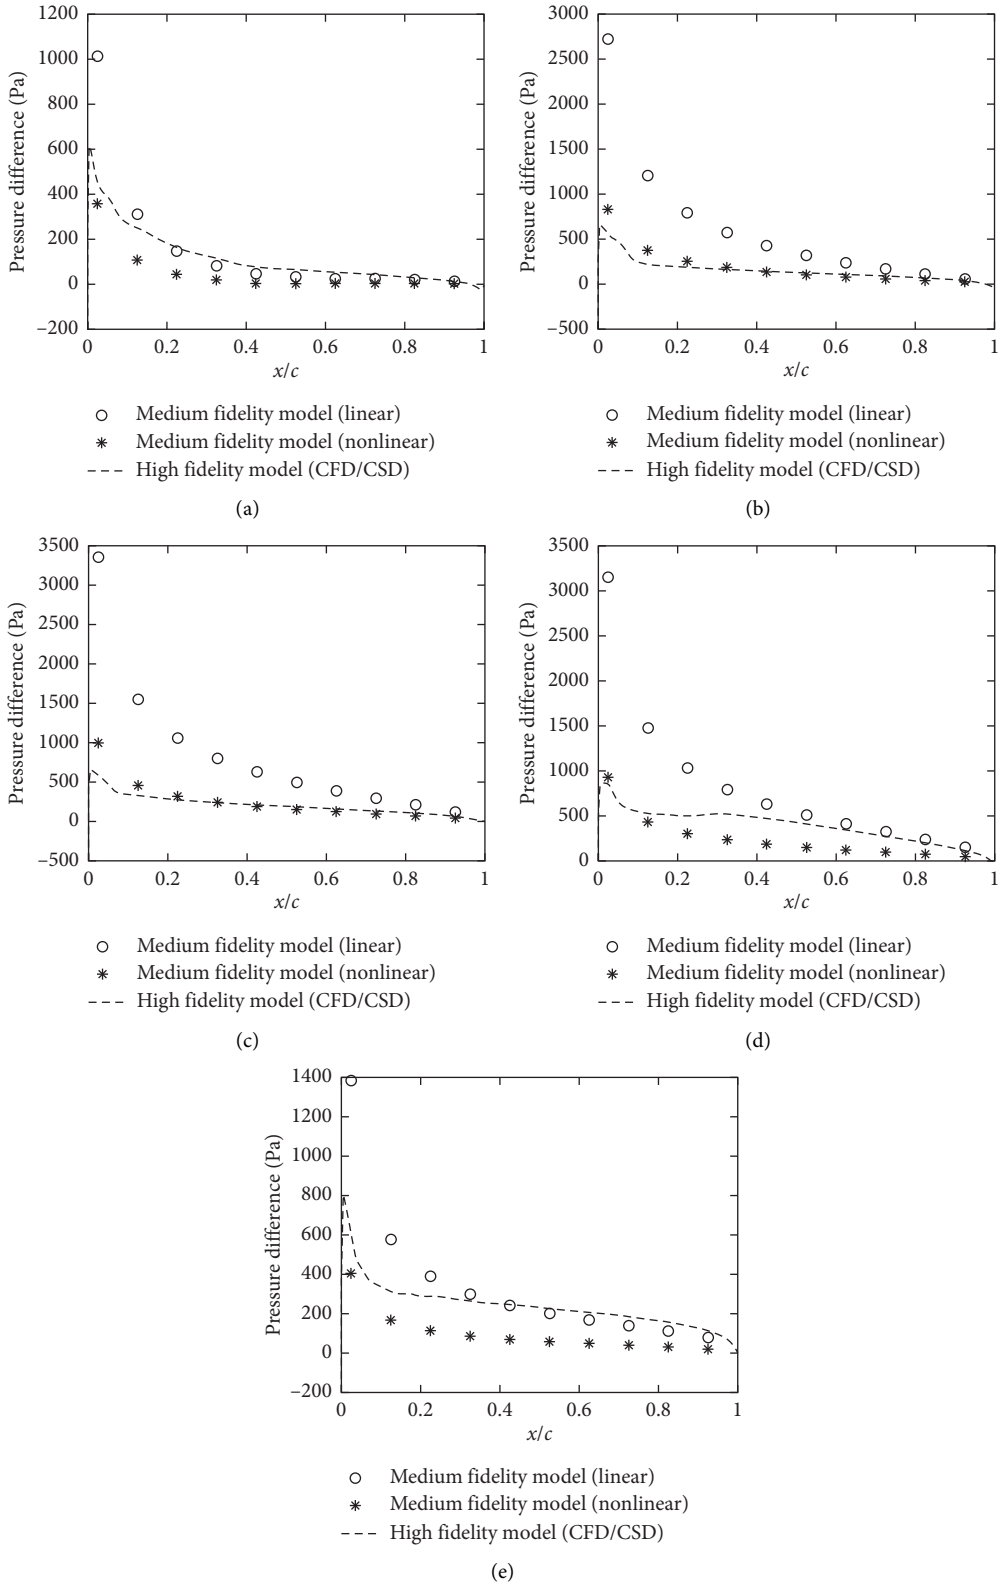 1200
1000
800
600
400
200
0
–200
Pressure difference (Pa)
0 0.2 0.4 0.6 0.8 1
x/c
Medium fidelity model (linear)
Medium fidelity model (nonlinear)
High fidelity model (CFD/CSD)
(a)
3000
2500
2000
1500
1000
500
0
–500
Pressure difference (Pa)
0 0.2 0.4 0.6 0.8 1
x/c
Medium fidelity model (linear)
Medium fidelity model (nonlinear)
High fidelity model (CFD/CSD)
(b)
3500
3000
2500
2000
1500
1000
500
0
–500
Pressure difference (Pa)
0 0.2 0.4 0.6 0.8 1
x/c
Medium fidelity model (linear)
Medium fidelity model (nonlinear)
High fidelity model (CFD/CSD)
(c)
3500
3000
2500
2000
1500
1000
500
0
Pressure difference (Pa)
0 0.2 0.4 0.6 0.8 1
x/c
Medium fidelity model (linear)
Medium fidelity model (nonlinear)
High fidelity model (CFD/CSD)
(d)
1400
1200
1000
800
600
400
200
0
–200
Pressure difference (Pa)
0 0.2 0.4 0.6 0.8 1
x/c
Medium fidelity model (linear)
Medium fidelity model (nonlinear)
High fidelity model (CFD/CSD)
(e)